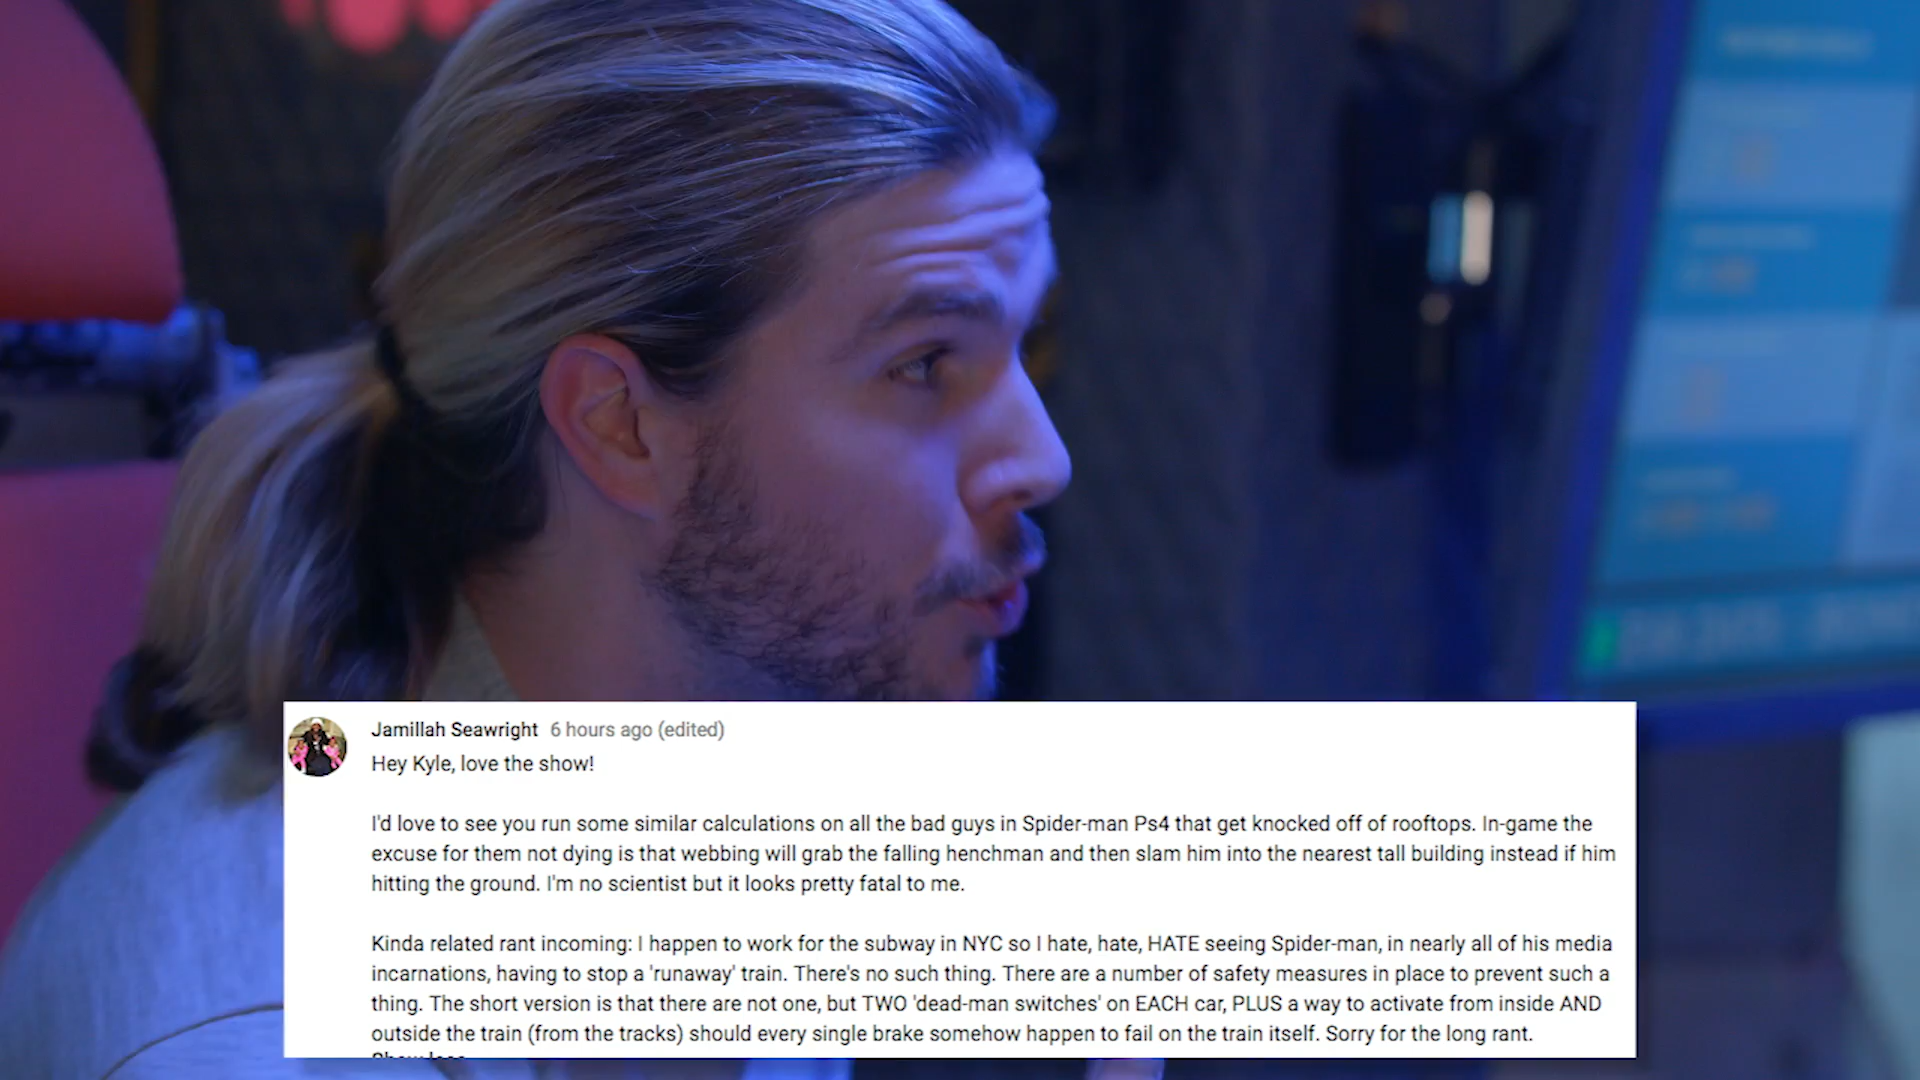 Jamillah Seawright 6 hours ago (edited)
Hey Kyle, love the show!
I'd love to see you run some similar calculations on all the bad guys in Spider-man Ps4 that get knocked off of rooftops. In-game the
excuse for them not dying is that webbing will grab the falling henchman and then slam him into the nearest tall building instead if him
hitting the ground. I'm no scientist but it looks pretty fatal to me.
Kinda related rant incoming: I happen to work for the subway in NYC so I hate, hate, HATE seeing Spider-man, in nearly all of his media
incarnations, having to stop a 'runaway' train. There's no such thing. There are a number of safety measures in place to prevent such a
thing. The short version is that there are not one, but TWO 'dead-man switches' on EACH car, PLUS a way to activate from inside AND
outside the train (from the tracks) should every single brake somehow happen to fail on the train itself. Sorry for the long rant.